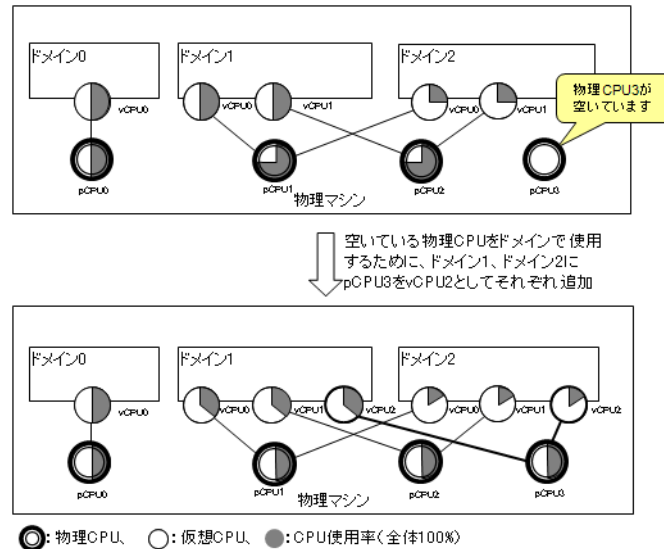 ドメイン0
ドメイン1
ドメイン2
物理CPU3が
空いています
vCPU0
vCPU0
vCPU1
vCPU0
vCPU1
pCPU0
pCPU1
pCPU2
pCPU3
物理マシン
空いている物理CPUをドメインで使用
するために、ドメイン1、ドメイン2に
pCPU3をvCPU2としてそれぞれ追加
ドメイン0
ドメイン1
ドメイン2
vCPU0
vCPU0
vCPU1
vCPU2
vCPU0
vCPU1
vCPU2
pCPU0
pCPU1
pCPU2
pCPU3
物理マシン
:物理CPU、 :仮想CPU、 :CPU使用率(全体100%)